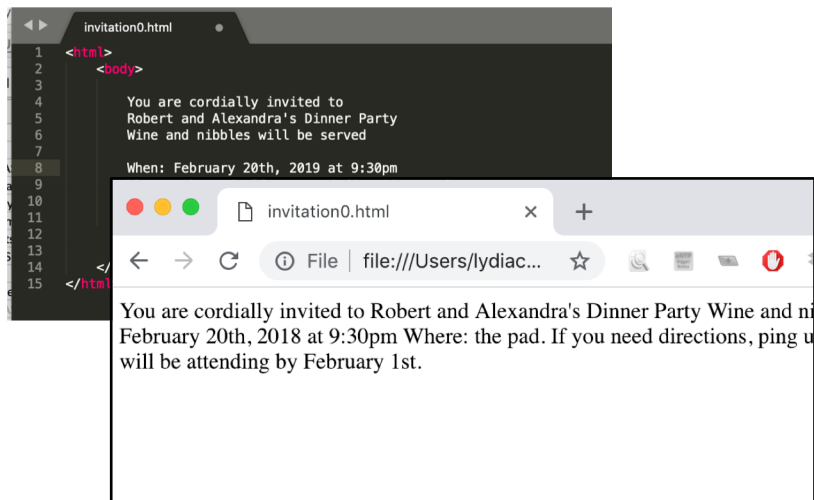 invitation0.html
1 <html>
2 <body>
3
4 You are cordially invited to
5 Robert and Alexandra's Dinner Party
6 Wine and nibbles will be served
7
8 When: February 20th, 2019 at 9:30pm
9
10
11
12
13
14 </
15 </html
invitation0.html
File file:///Users/lydiac...
You are cordially invited to Robert and Alexandra's Dinner Party Wine and ni
February 20th, 2018 at 9:30pm Where: the pad. If you need directions, ping u
will be attending by February 1st.